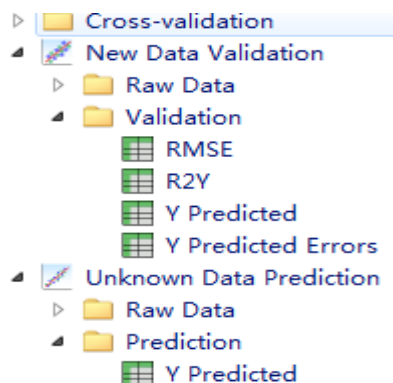 Cross-validation
New Data Validation
Raw Data
Validation
RMSE
R2Y
Y Predicted
Y Predicted Errors
Unknown Data Prediction
Raw Data
Prediction
Y Predicted